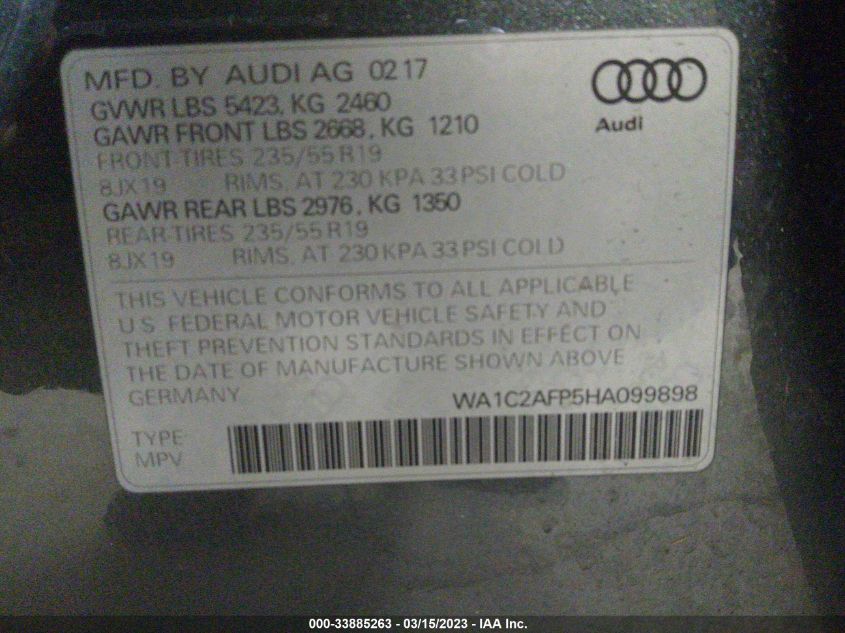 MFD. BY AUDI AG 02 17
GVWR LBS 5423, KG 2460
GAWR FRONT LBS 2668, KG 1210
FRONT TIRES 235/55 R19
8JX19 RIMS, AT 230 KPA 33 PSI COLD
GAWR REAR LBS 2976, KG 1350
REAR TIRES 235/55 R19
8JX19 RIMS, AT 230 KPA 33 PSI COLD
Audi
THIS VEHICLE CONFORMS TO ALL APPLICABLE
U.S. FEDERAL MOTOR VEHICLE SAFETY AND
THEFT PREVENTION STANDARDS IN EFFECT ON
THE DATE OF MANUFACTURE SHOWN ABOVE
GERMANY WA1C2AFP5HA099898
TYPE
MPV
000-33885263 - 03/15/2023 - IAA Inc.